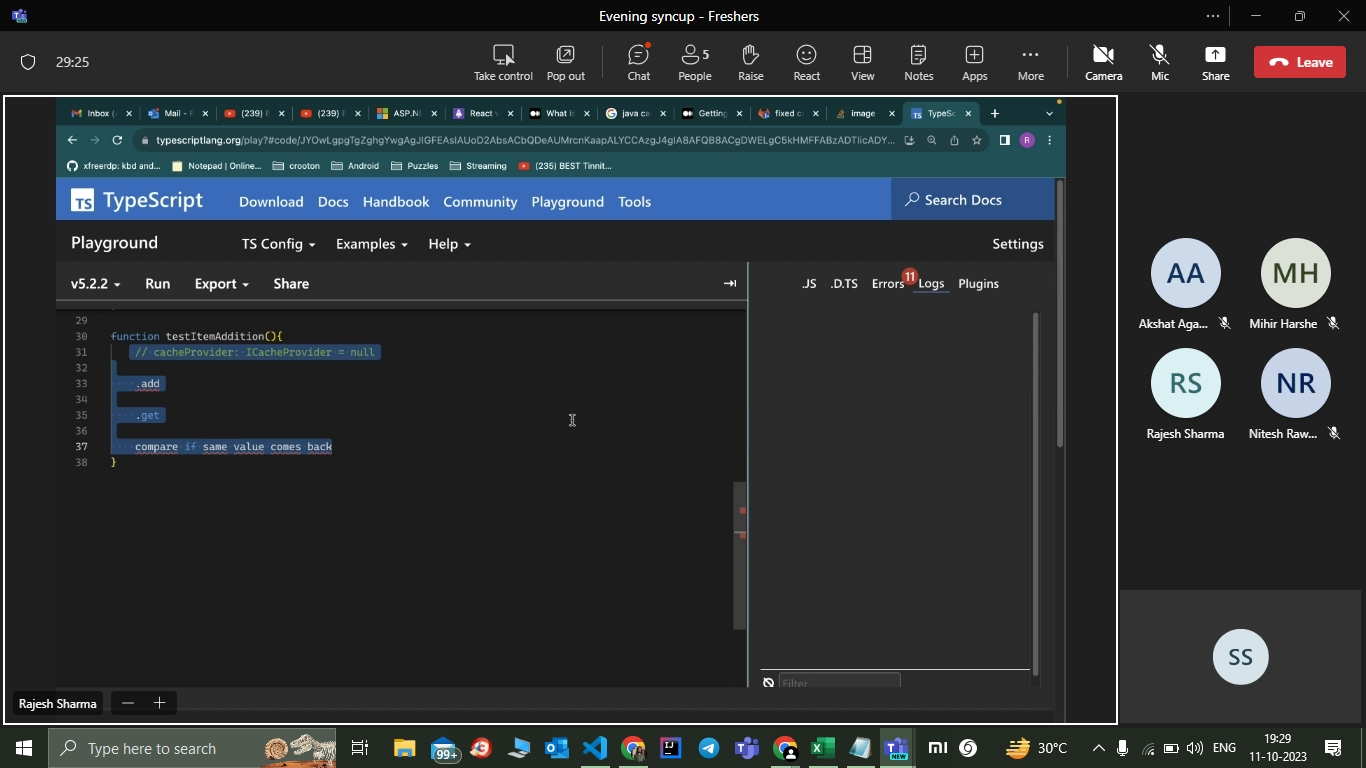 Evening syncup - Freshers
29:25
Take control
Pop out
Chat
People
5
Raise
React
View
Notes
Apps
More
Camera
Mic
Share
Leave
Inbox (
Mail -
(239)
(239)
ASP.NE
React
What is
java ca
Getting
fixed c
image
TypeSc
typescriptlang.org/play?#code/
xfreerdp: kbd and...
Notepad | Online...
crooton
Android
Puzzles
Streaming
(235) BEST Tinnit...
TS TypeScript
Download Docs Handbook Community Playground Tools
Search Docs
Playground
TS Config
Examples
Help
Settings
v5.2.2
Run
Export
Share
.JS .D.TS Errors 11 Logs Plugins
29
30 function testItemAddition(){
31 // cacheProvider: ICacheProvider = null
32
33 .add
34
35 .get
36
37 compare if same value comes back
38 }
Filter
AA
Akshat Aga...
MH
Mihir Harshe
RS
Rajesh Sharma
NR
Nitesh Raw...
SS
Rajesh Sharma
Type here to search
99+
NEW
30°C
ENG
19:29
11-10-2023